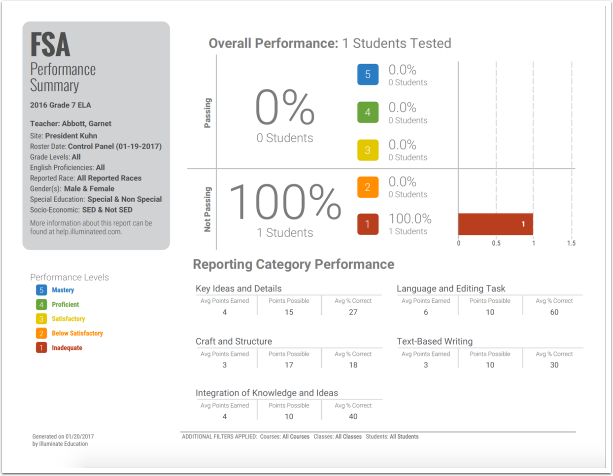 FSA
Performance
Summary
2016 Grade 7 ELA
Teacher: Abbott, Garnet
Site: President Kuhn
Roster Date: Control Panel (01-19-2017)
Grade Levels: All
English Proficiencies: All
Reported Race: All Reported Races
Gender(s): Male & Female
Special Education: Special & Non Special
Socio-Economic: SED & Not SED
More information about this report can be
found at help.illuminateed.com.
Performance Levels
5 Mastery
4 Proficient
3 Satisfactory
2 Below Satisfactory
1 Inadequate
Overall Performance: 1 Students Tested
Passing
0%
0 Students
5 0.0%
0 Students
4 0.0%
0 Students
3 0.0%
0 Students
Not Passing
100%
1 Students
2 0.0%
0 Students
1 100.0%
1 Students
1
0 0.5 1 1.5
Reporting Category Performance
Key Ideas and Details
Avg Points Earned Points Possible Avg % Correct
4 15 27
Language and Editing Task
Avg Points Earned Points Possible Avg % Correct
6 10 60
Craft and Structure
Avg Points Earned Points Possible Avg % Correct
3 17 18
Text-Based Writing
Avg Points Earned Points Possible Avg % Correct
3 10 30
Integration of Knowledge and Ideas
Avg Points Earned Points Possible Avg % Correct
4 10 40
Generated on 01/20/2017
by Illuminate Education
ADDITIONAL FILTERS APPLIED: Courses: All Courses Classes: All Classes Students: All Students